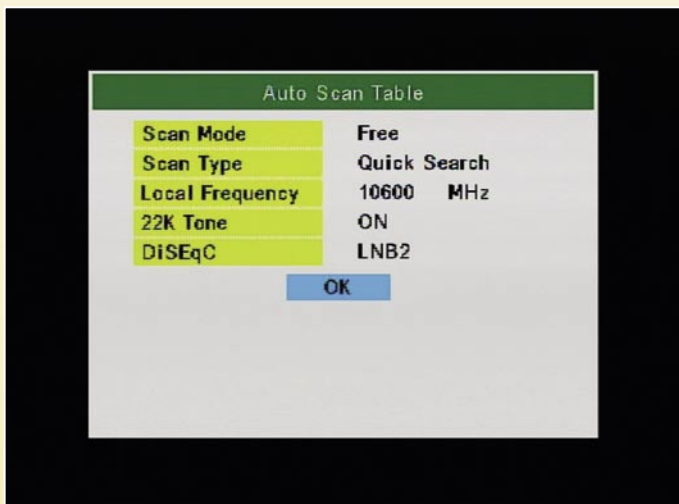 Auto Scan Table
Scan Mode Free
Scan Type Quick Search
Local Frequency 10600 MHz
22K Tone ON
DiSEqC LNB2
OK